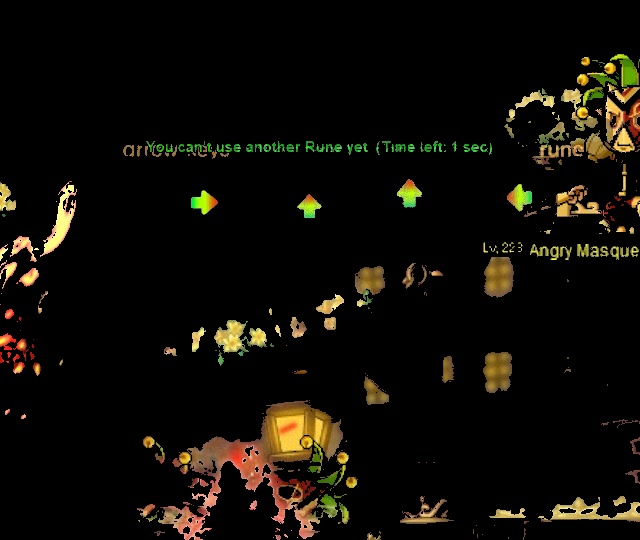 You can't use another Rune yet (Time left: 1 sec)
arrow keys
rune
Lv. 223 Angry Masque